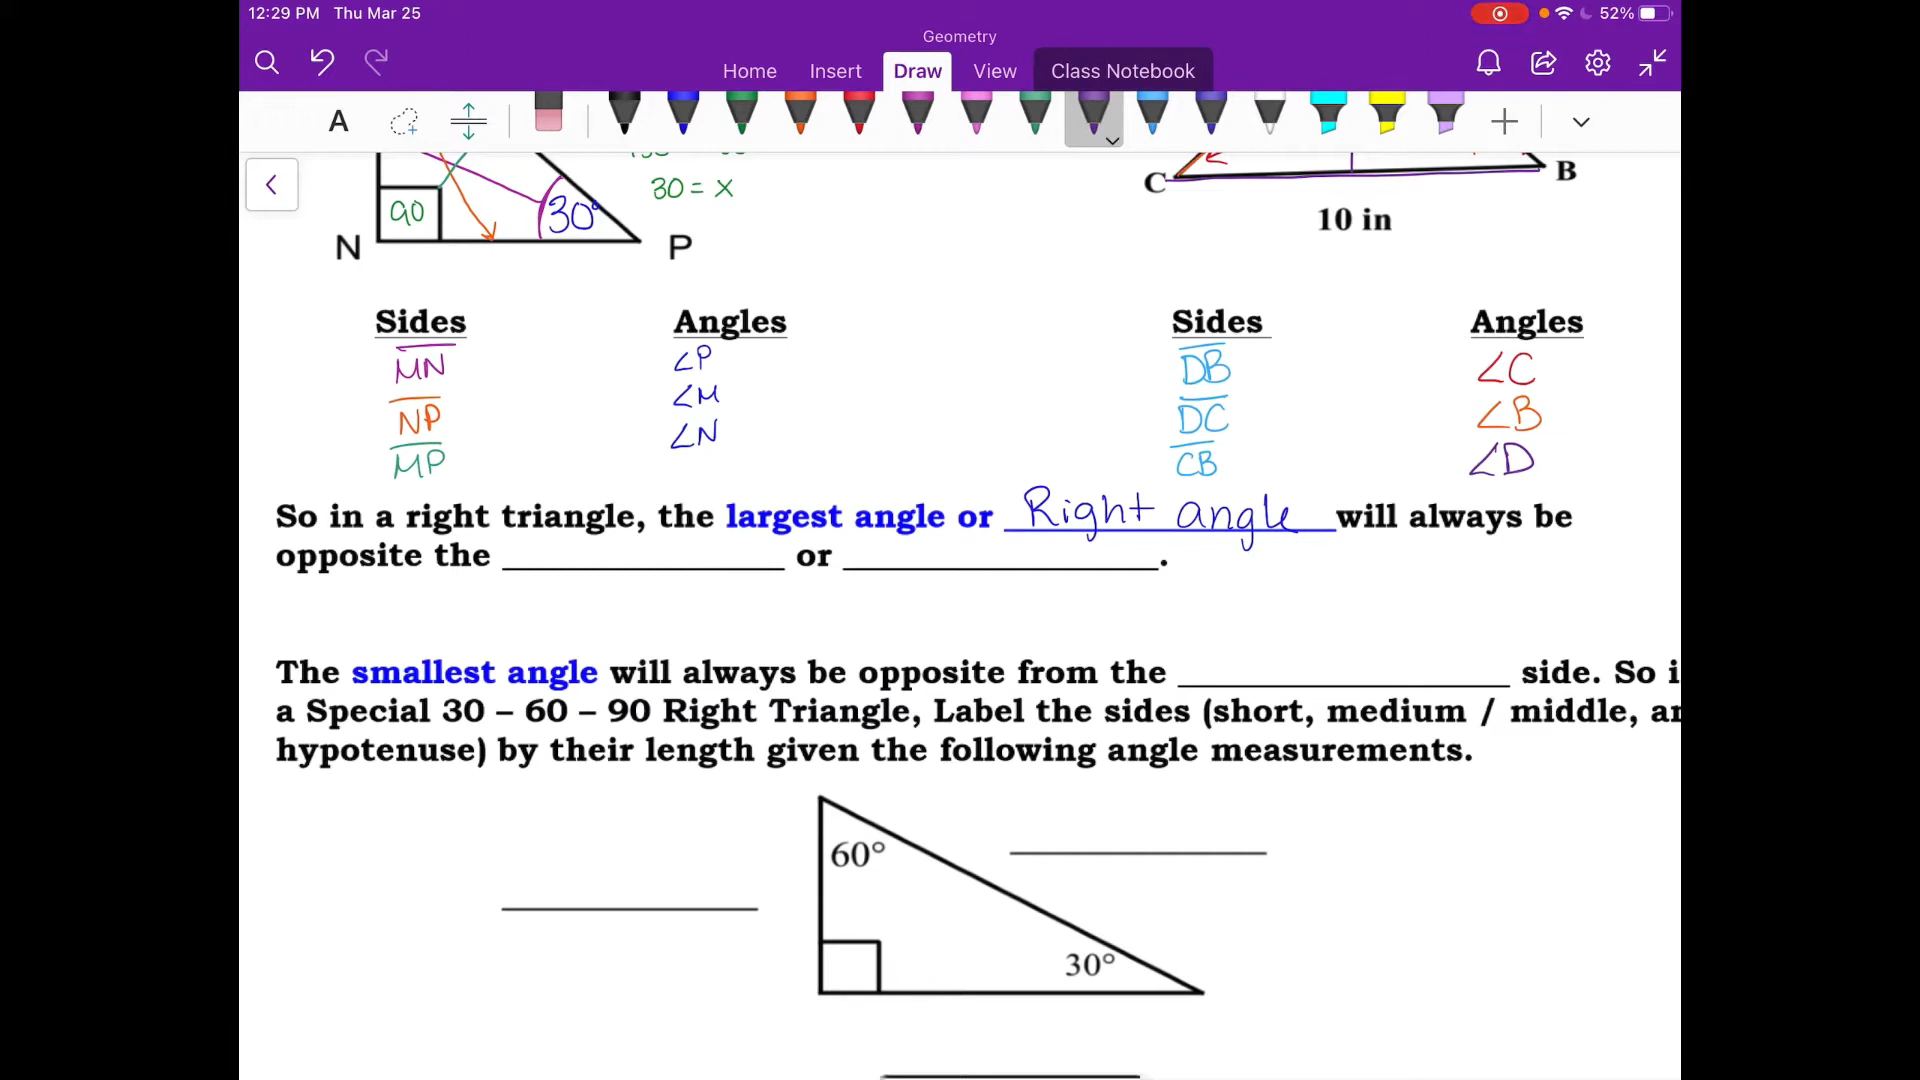 12:29 PM Thu Mar 25
52%
Geometry
Home Insert Draw View Class Notebook
A
90
30°
30 = x
N
P
C
B
10 in
Sides Angles
MN ∠P
NP ∠M
MP ∠N
Sides Angles
DB ∠C
DC ∠B
CB ∠D
So in a right triangle, the largest angle or Right angle will always be
opposite the ____________ or ____________.
The smallest angle will always be opposite from the ____________ side. So i
a Special 30 – 60 – 90 Right Triangle, Label the sides (short, medium / middle, ar
hypotenuse) by their length given the following angle measurements.
60°
30°